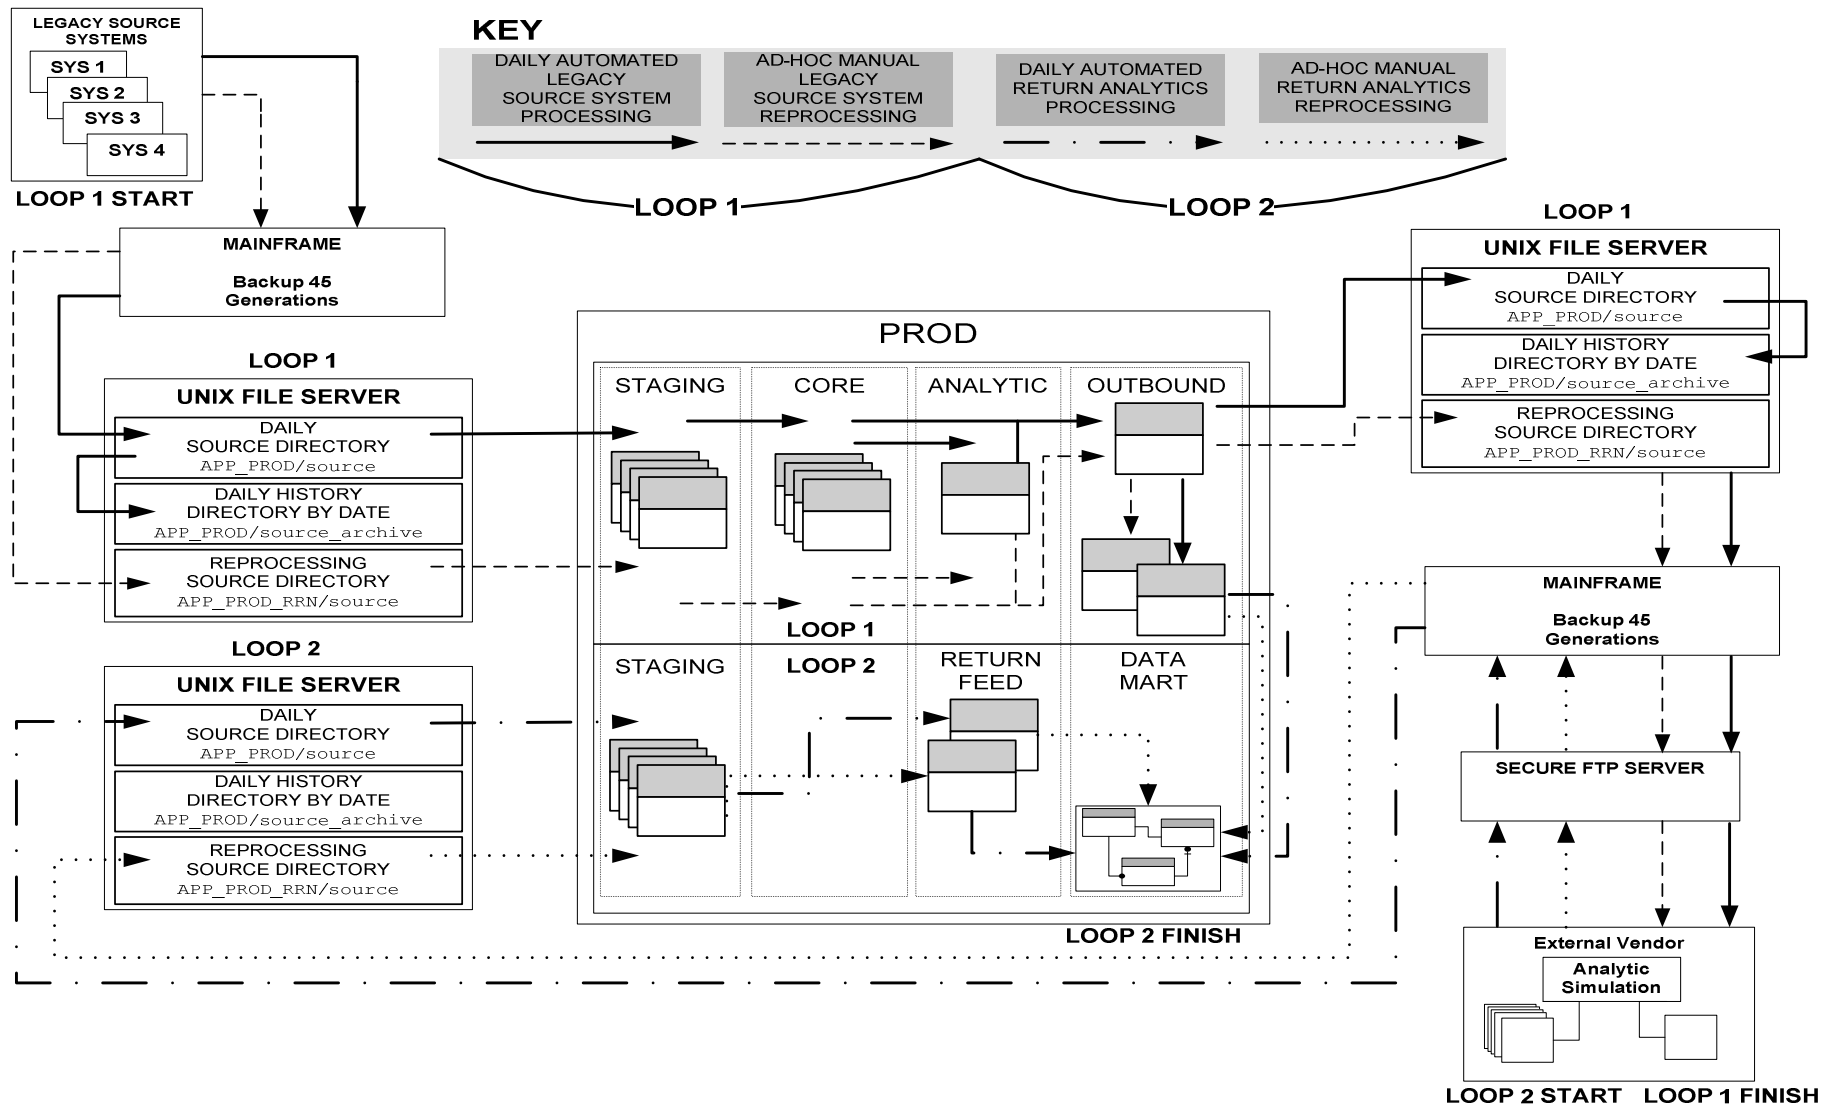 LEGACY SOURCE
SYSTEMS
SYS 1
SYS 2
SYS 3
SYS 4
LOOP 1 START
KEY
DAILY AUTOMATED
LEGACY
SOURCE SYSTEM
PROCESSING
AD-HOC MANUAL
LEGACY
SOURCE SYSTEM
REPROCESSING
DAILY AUTOMATED
RETURN ANALYTICS
PROCESSING
AD-HOC MANUAL
RETURN ANALYTICS
REPROCESSING
LOOP 1
LOOP 2
MAINFRAME
Backup 45
Generations
LOOP 1
UNIX FILE SERVER
DAILY
SOURCE DIRECTORY
APP_PROD/source
DAILY HISTORY
DIRECTORY BY DATE
APP_PROD/source_archive
REPROCESSING
SOURCE DIRECTORY
APP_PROD_RRN/source
LOOP 2
UNIX FILE SERVER
DAILY
SOURCE DIRECTORY
APP_PROD/source
DAILY HISTORY
DIRECTORY BY DATE
APP_PROD/source_archive
REPROCESSING
SOURCE DIRECTORY
APP_PROD_RRN/source
PROD
STAGING
CORE
ANALYTIC
OUTBOUND
LOOP 1
STAGING
LOOP 2
RETURN
FEED
DATA
MART
LOOP 2 FINISH
LOOP 1
UNIX FILE SERVER
DAILY
SOURCE DIRECTORY
APP_PROD/source
DAILY HISTORY
DIRECTORY BY DATE
APP_PROD/source_archive
REPROCESSING
SOURCE DIRECTORY
APP_PROD_RRN/source
MAINFRAME
Backup 45
Generations
SECURE FTP SERVER
External Vendor
Analytic
Simulation
LOOP 2 START
LOOP 1 FINISH